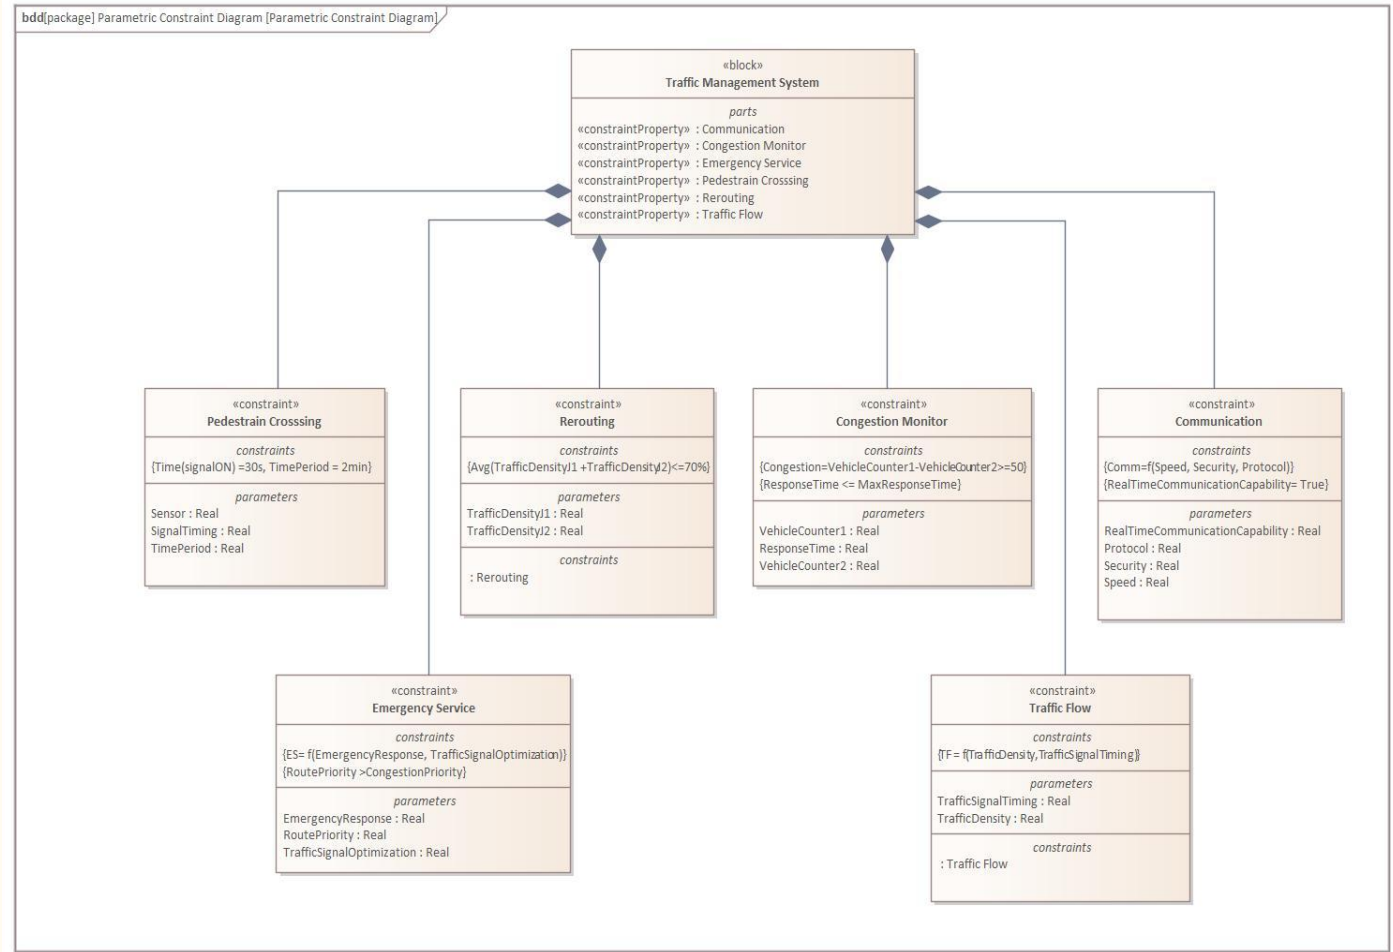 bdd[package] Parametric Constraint Diagram [Parametric Constraint Diagram]
«block»
Traffic Management System
parts
«constraintProperty» : Communication
«constraintProperty» : Congestion Monitor
«constraintProperty» : Emergency Service
«constraintProperty» : Pedestrain Crosssing
«constraintProperty» : Rerouting
«constraintProperty» : Traffic Flow
«constraint»
Pedestrain Crosssing
constraints
{Time(signalON) =30s, TimePeriod = 2min}
parameters
Sensor : Real
SignalTiming : Real
TimePeriod : Real
«constraint»
Rerouting
constraints
{Avg(TrafficDensityJ1 +TrafficDensityJ2)<=70%}
parameters
TrafficDensityJ1 : Real
TrafficDensityJ2 : Real
constraints
: Rerouting
«constraint»
Congestion Monitor
constraints
{Congestion=VehicleCounter1-VehicleCounter2>=50}
{ResponseTime <= MaxResponseTime}
parameters
VehicleCounter1 : Real
ResponseTime : Real
VehicleCounter2 : Real
«constraint»
Communication
constraints
{Comm=f(Speed, Security, Protocol)}
{RealTimeCommunicationCapability= True}
parameters
RealTimeCommunicationCapability : Real
Protocol : Real
Security : Real
Speed : Real
«constraint»
Emergency Service
constraints
{ES= f(EmergencyResponse, TrafficSignalOptimization)}
{RoutePriority >CongestionPriority}
parameters
EmergencyResponse : Real
RoutePriority : Real
TrafficSignalOptimization : Real
«constraint»
Traffic Flow
constraints
{TF = f(TrafficDensity,TrafficSignalTiming)}
parameters
TrafficSignalTiming : Real
TrafficDensity : Real
constraints
: Traffic Flow